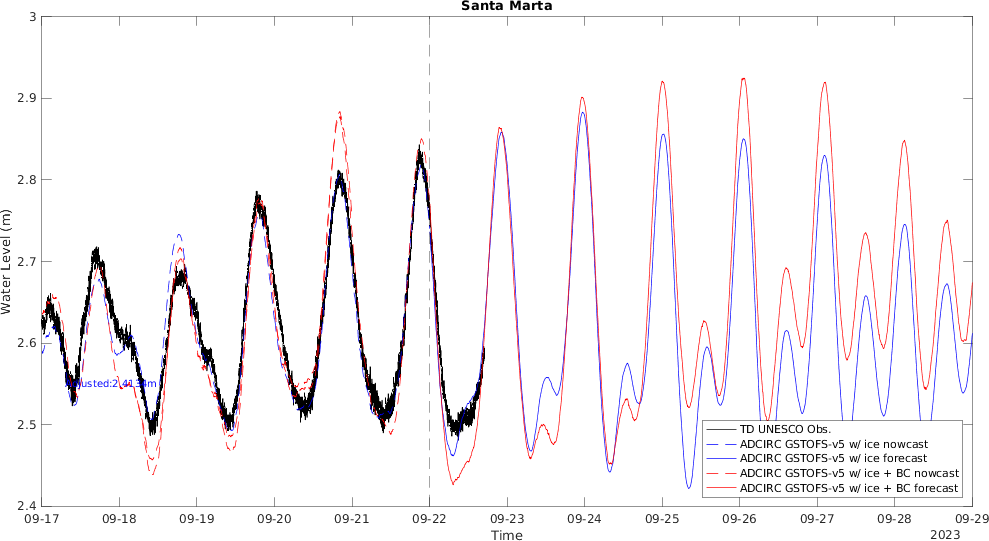 Santa Marta
3
2.9
2.8
2.7
2.6
2.5
2.4
Water Level (m)
TD UNESCO Obs.
ADCIRC GSTOFS-v5 w/ ice nowcast
ADCIRC GSTOFS-v5 w/ ice forecast
ADCIRC GSTOFS-v5 w/ ice + BC nowcast
ADCIRC GSTOFS-v5 w/ ice + BC forecast
09-17 09-18 09-19 09-20 09-21 09-22 09-23 09-24 09-25 09-26 09-27 09-28 09-29
Time
2023